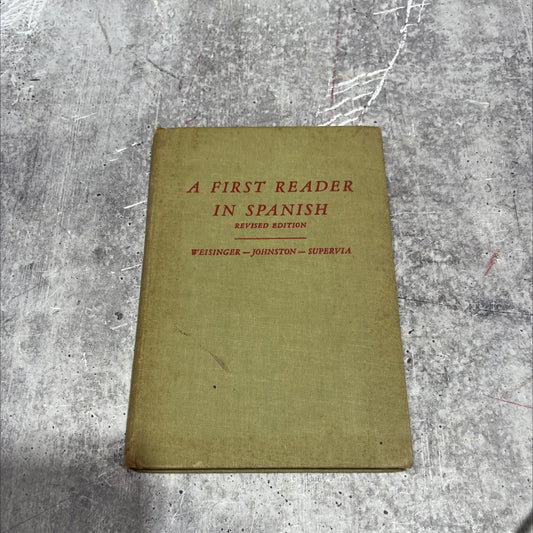 A FIRST READER
IN SPANISH
REVISED EDITION
WEISINGER — JOHNSTON — SUPERVIA